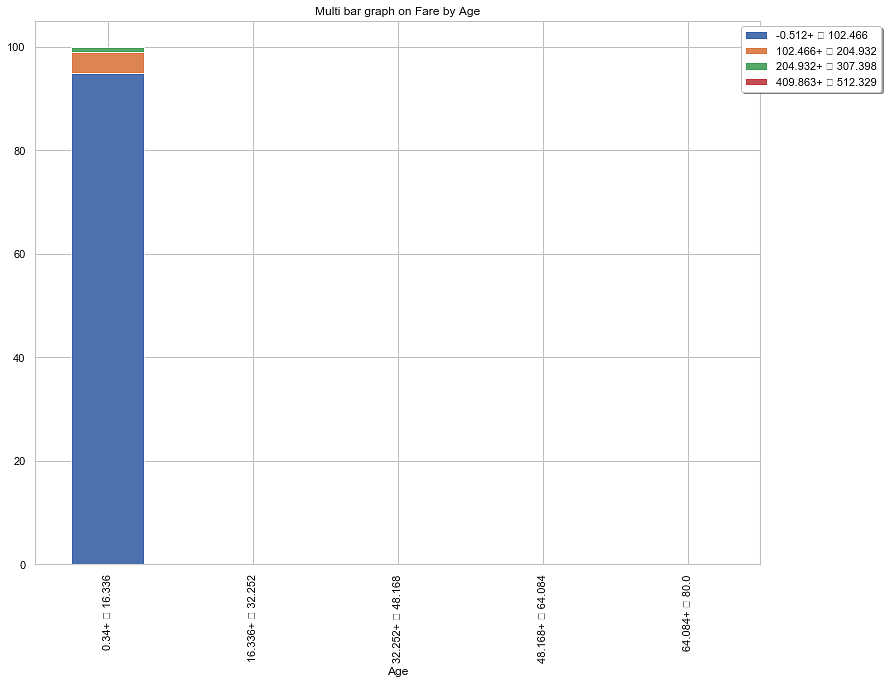 Multi bar graph on Fare by Age
-0.512+ □ 102.466
102.466+ □ 204.932
204.932+ □ 307.398
409.863+ □ 512.329
100
80
60
40
20
0
0.34+ □ 16.336
16.336+ □ 32.252
32.252+ □ 48.168
48.168+ □ 64.084
64.084+ □ 80.0
Age